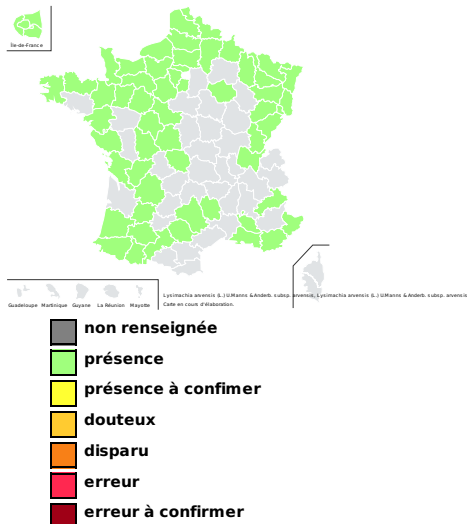 Île-de-France
Guadeloupe Martinique Guyane La Réunion Mayotte
Lysimachia arvensis (L.) U.Manns & Anderb. subsp. arvensis, Lysimachia arvensis (L.) U.Manns & Anderb. subsp. arvensis
Carte en cours d'élaboration.
non renseignée
présence
présence à confimer
douteux
disparu
erreur
erreur à confirmer